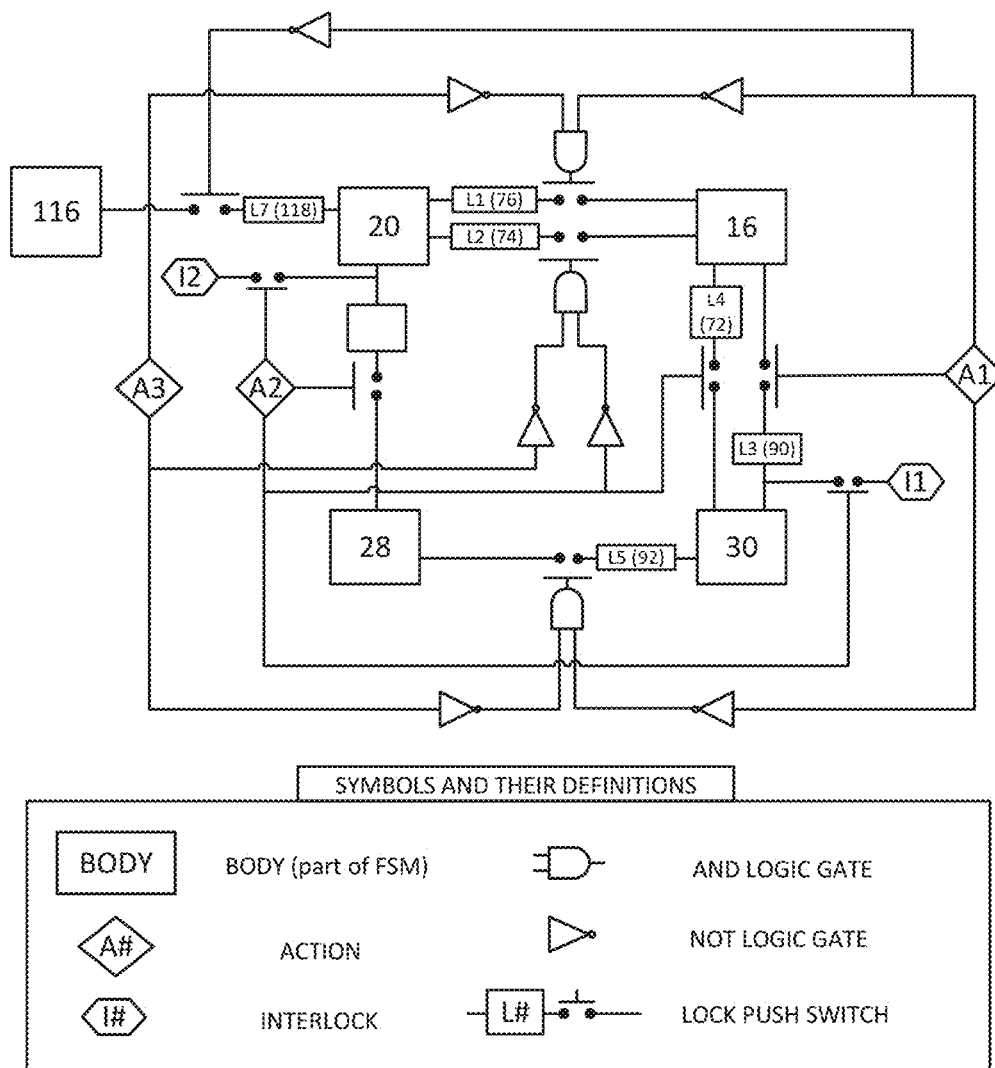 116
L7 (118)
20
L1 (76)
L2 (74)
16
I2
L4
(72)
A3
A2
A1
L3 (90)
I1
28
L5 (92)
30
SYMBOLS AND THEIR DEFINITIONS
BODY
BODY (part of FSM)
AND LOGIC GATE
A#
ACTION
NOT LOGIC GATE
I#
INTERLOCK
L#
LOCK PUSH SWITCH